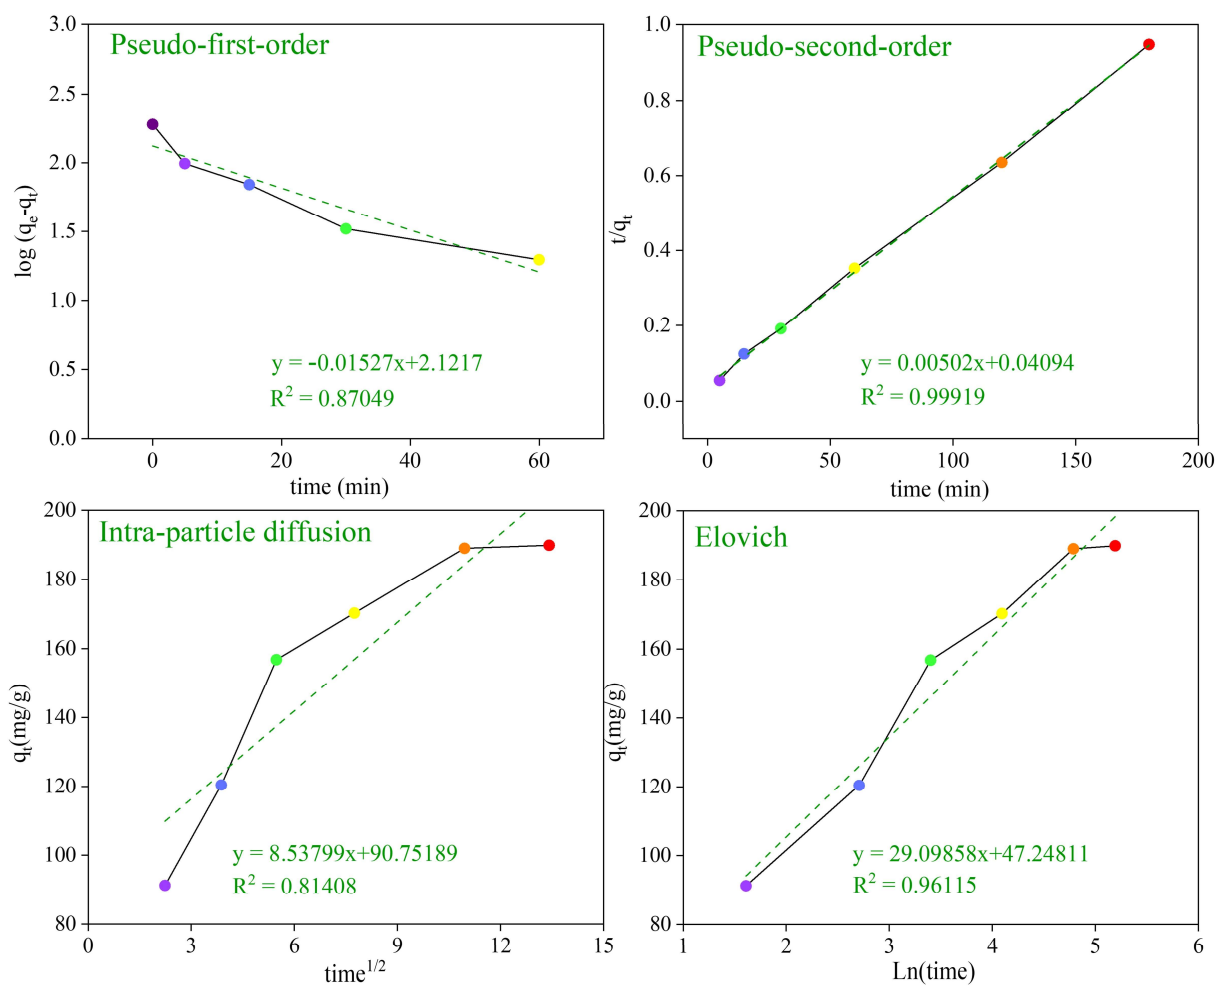 Pseudo-first-order
3.0
2.5
2.0
1.5
1.0
0.5
0.0
log (qe-qt)
y = -0.01527x+2.1217
R2 = 0.87049
0 20 40 60
time (min)
Pseudo-second-order
1.0
0.8
0.6
0.4
0.2
0.0
t/qt
y = 0.00502x+0.04094
R2 = 0.99919
0 50 100 150 200
time (min)
Intra-particle diffusion
200
180
160
140
120
100
80
qt(mg/g)
y = 8.53799x+90.75189
R2 = 0.81408
0 3 6 9 12 15
time1/2
Elovich
200
180
160
140
120
100
80
qt(mg/g)
y = 29.09858x+47.24811
R2 = 0.96115
1 2 3 4 5 6
Ln(time)